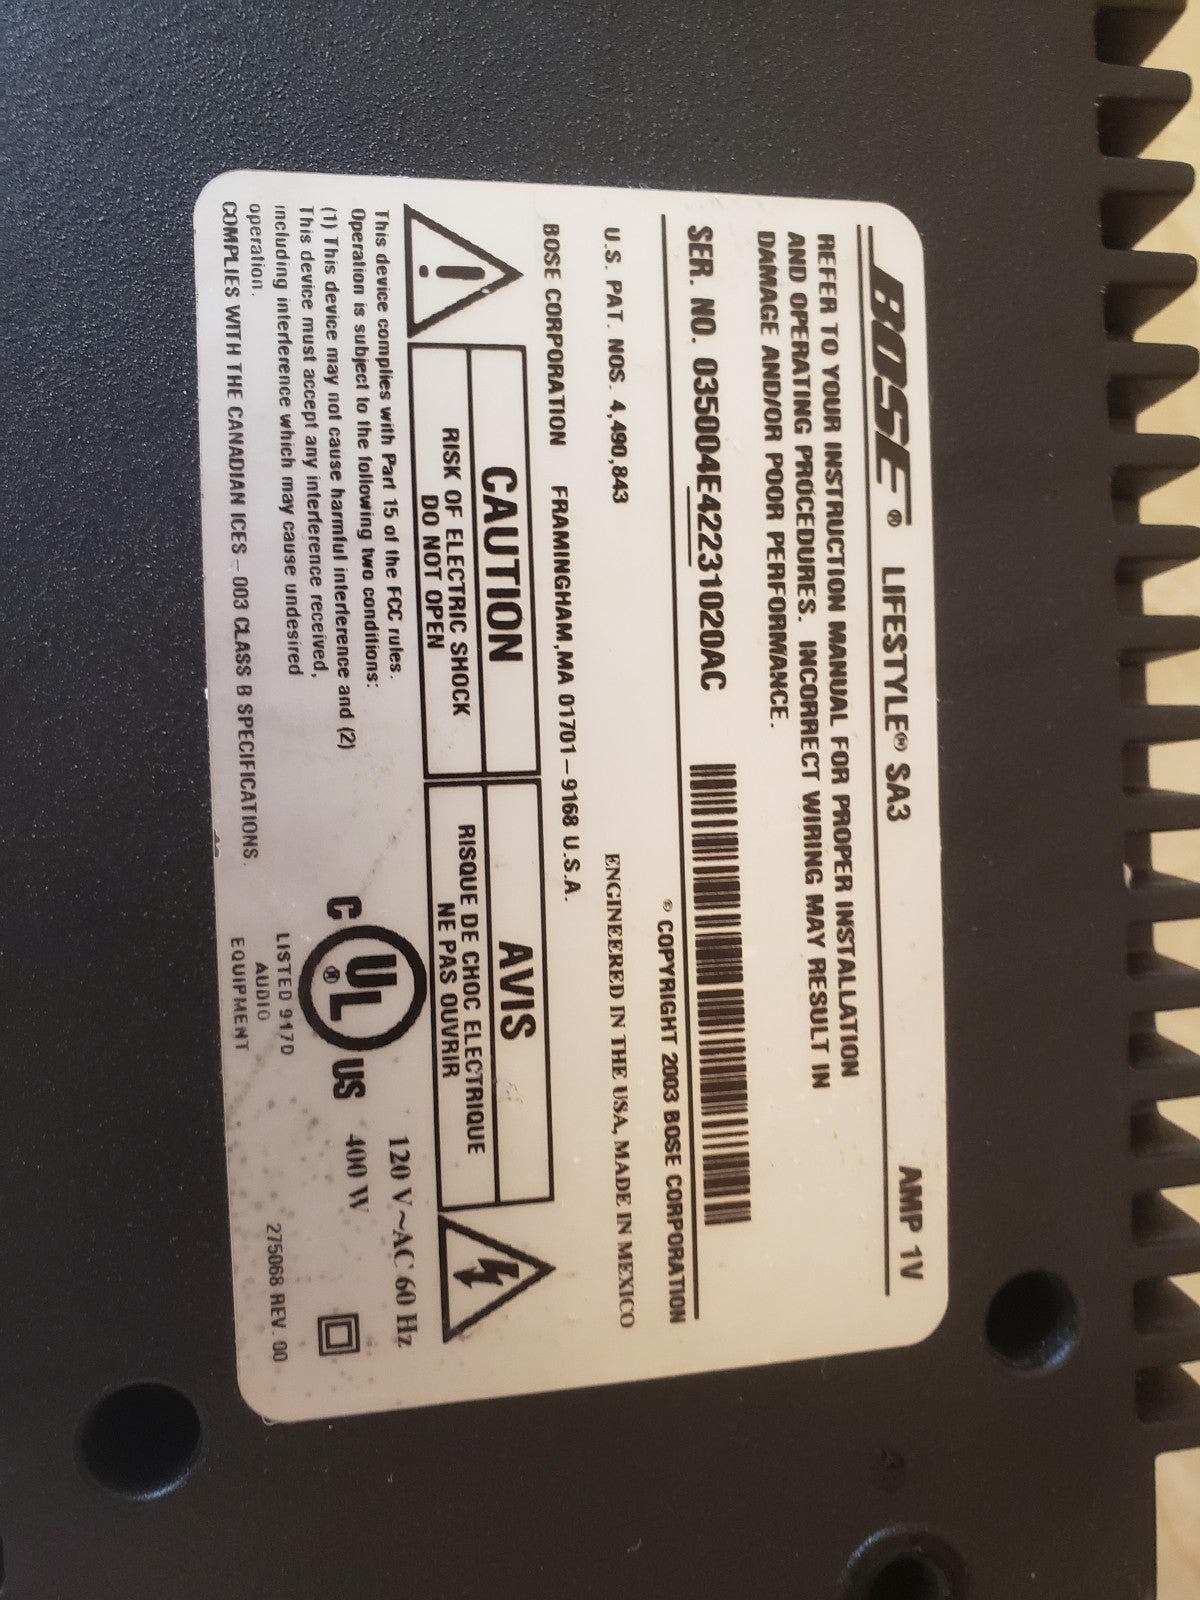 BOSE® LIFESTYLE® SA3 AMP 1V
REFER TO YOUR INSTRUCTION MANUAL FOR PROPER INSTALLATION
AND OPERATING PROCEDURES. INCORRECT WIRING MAY RESULT IN
DAMAGE AND/OR POOR PERFORMANCE.
SER. NO. 035004E42231020AC
© COPYRIGHT 2003 BOSE CORPORATION
U.S. PAT. NOS. 4,490,843 ENGINEERED IN THE USA, MADE IN MEXICO
BOSE CORPORATION FRAMINGHAM, MA 01701-9168 U.S.A.
CAUTION
RISK OF ELECTRIC SHOCK
DO NOT OPEN
AVIS
RISQUE DE CHOC ELECTRIQUE
NE PAS OUVRIR
This device complies with Part 15 of the FCC rules.
Operation is subject to the following two conditions:
(1) This device may not cause harmful interference and (2)
This device must accept any interference received,
including interference which may cause undesired
operation.
COMPLIES WITH THE CANADIAN ICES-003 CLASS B SPECIFICATIONS.
C UL® US
LISTED 917D
AUDIO
EQUIPMENT
120 V~AC 60 Hz
400 W
275068 REV. 00